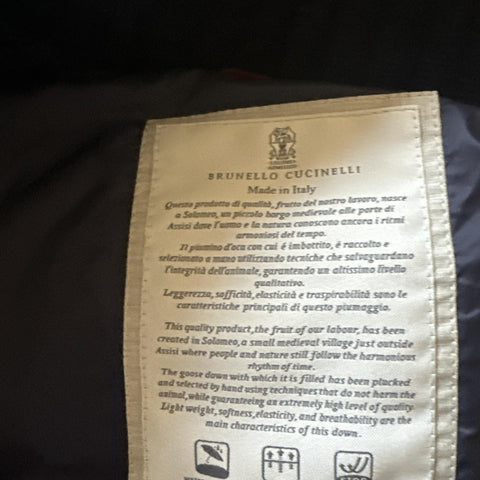 BRUNELLO CUCINELLI
Made in Italy
Questo prodotto di qualità, frutto del nostro lavoro, nasce
a Solomeo, un piccolo borgo medievale alle porte di
Assisi dove l'uomo e la natura conoscono ancora i ritmi
armoniosi del tempo.
Il piumino d'oca con cui é imbottito, è raccolto e
selezionato a mano utilizzando tecniche che salvaguardano
l'integrità dell'animale, garantendo un altissimo livello
qualitativo.
Leggerezza, sofficità, elasticità e traspirabilità sono le
caratteristiche principali di questo piumaggio.
This quality product, the fruit of our labour, has been
created in Solomeo, a small medieval village just outside
Assisi where people and nature still follow the harmonious
rhythm of time.
The goose down with which it is filled has been plucked
and selected by hand using techniques that do not harm the
animal, while guaranteeing an extremely high level of quality.
Light weight, softness, elasticity, and breathability are the
main characteristics of this down.